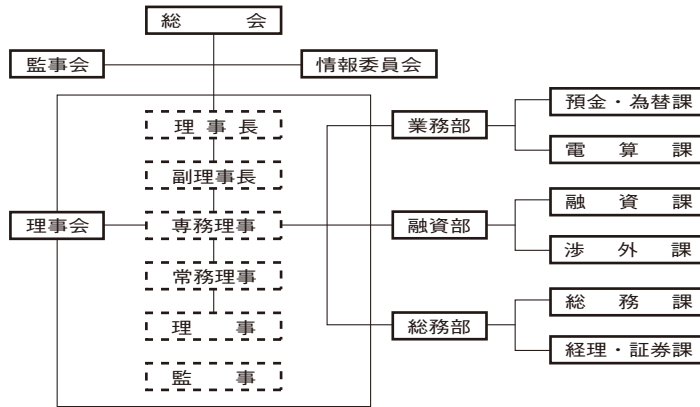 総会
監事会
情報委員会
理事長
副理事長
理事会
専務理事
常務理事
理事
監事
業務部
預金・為替課
電算課
融資部
融資課
渉外課
総務部
総務課
経理・証券課